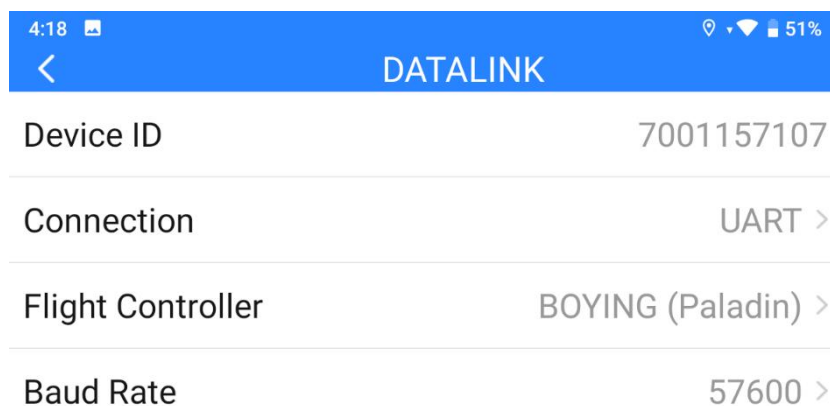 4:18 51%
DATALINK
Device ID 7001157107
Connection UART
Flight Controller BOYING (Paladin)
Baud Rate 57600